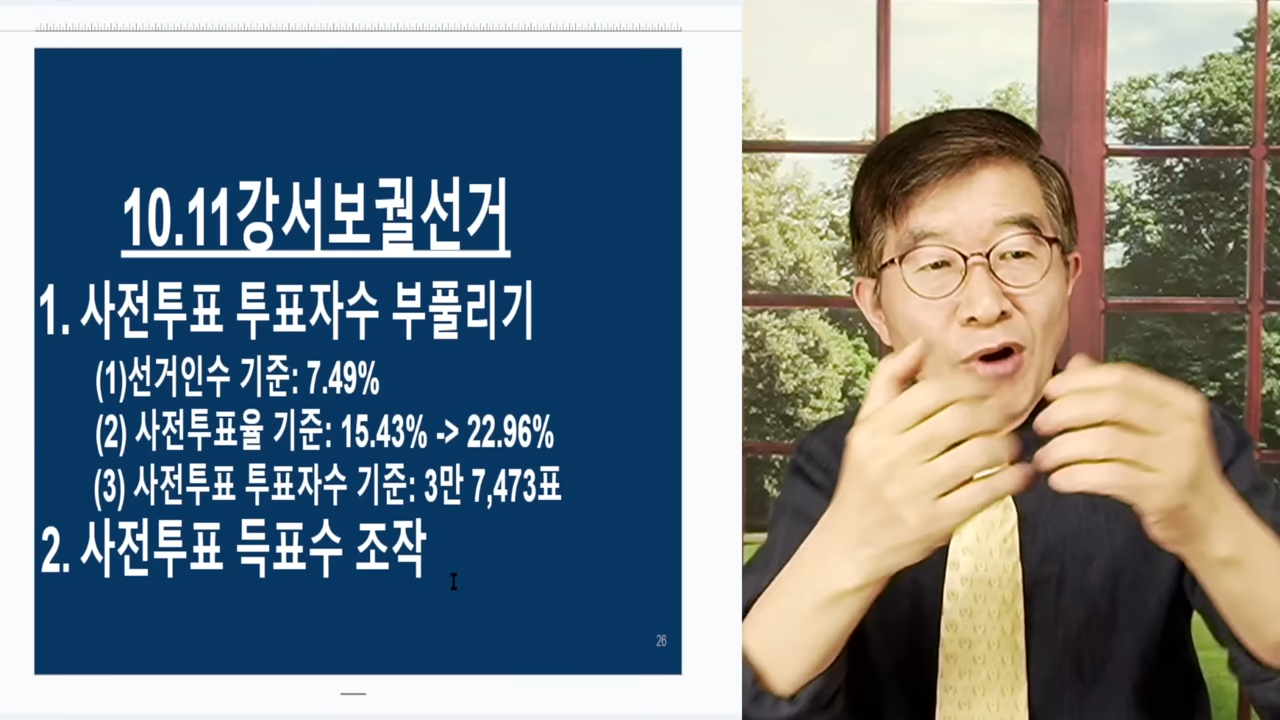 10.11강서보궐선거
1. 사전투표 투표자수 부풀리기
(1)선거인수 기준: 7.49%
(2) 사전투표율 기준: 15.43% -> 22.96%
(3) 사전투표 투표자수 기준: 3만 7,473표
2. 사전투표 득표수 조작
26